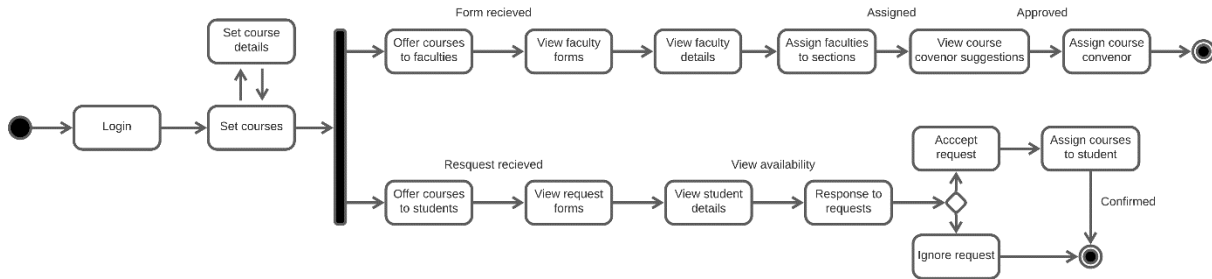 Form recieved
Assigned
Approved
Set course
details
Offer courses
to faculties
View faculty
forms
View faculty
details
Assign faculties
to sections
View course
covenor suggestions
Assign course
convenor
Login
Set courses
Resquest recieved
View availability
Acccept
request
Assign courses
to student
Offer courses
to students
View request
forms
View student
details
Response to
requests
Confirmed
Ignore request